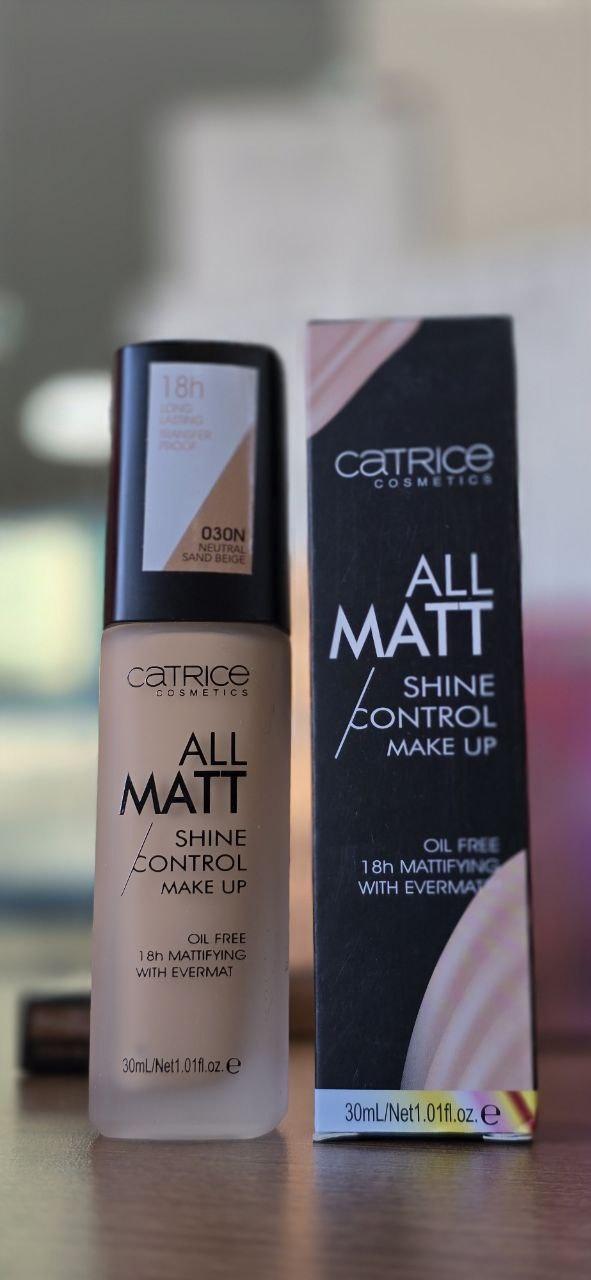 18h
LONG
LASTING
TRANSFER
PROOF
030N
NEUTRAL
SAND BEIGE
CATRICE
COSMETICS
ALL
MATT
SHINE
CONTROL
MAKE UP
OIL FREE
18h MATTIFYING
WITH EVERMAT
30mL/Net1.01fl.oz.℮
CATRICE
COSMETICS
ALL
MATT
SHINE
CONTROL
MAKE UP
OIL FREE
18h MATTIFYING
WITH EVERMAT
30mL/Net1.01fl.oz.℮